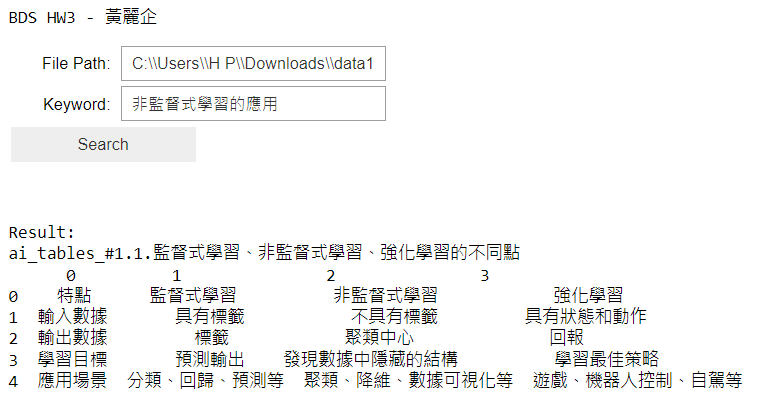 BDS HW3 - 黃麗企
File Path: C:\\Users\\H P\\Downloads\\data1
Keyword: 非監督式學習的應用
Search
Result:
ai_tables_#1.1.監督式學習、非監督式學習、強化學習的不同點
0 1 2 3
0 特點 監督式學習 非監督式學習 強化學習
1 輸入數據 具有標籤 不具有標籤 具有狀態和動作
2 輸出數據 標籤 聚類中心 回報
3 學習目標 預測輸出 發現數據中隱藏的結構 學習最佳策略
4 應用場景 分類、回歸、預測等 聚類、降維、數據可視化等 遊戲、機器人控制、自駕等